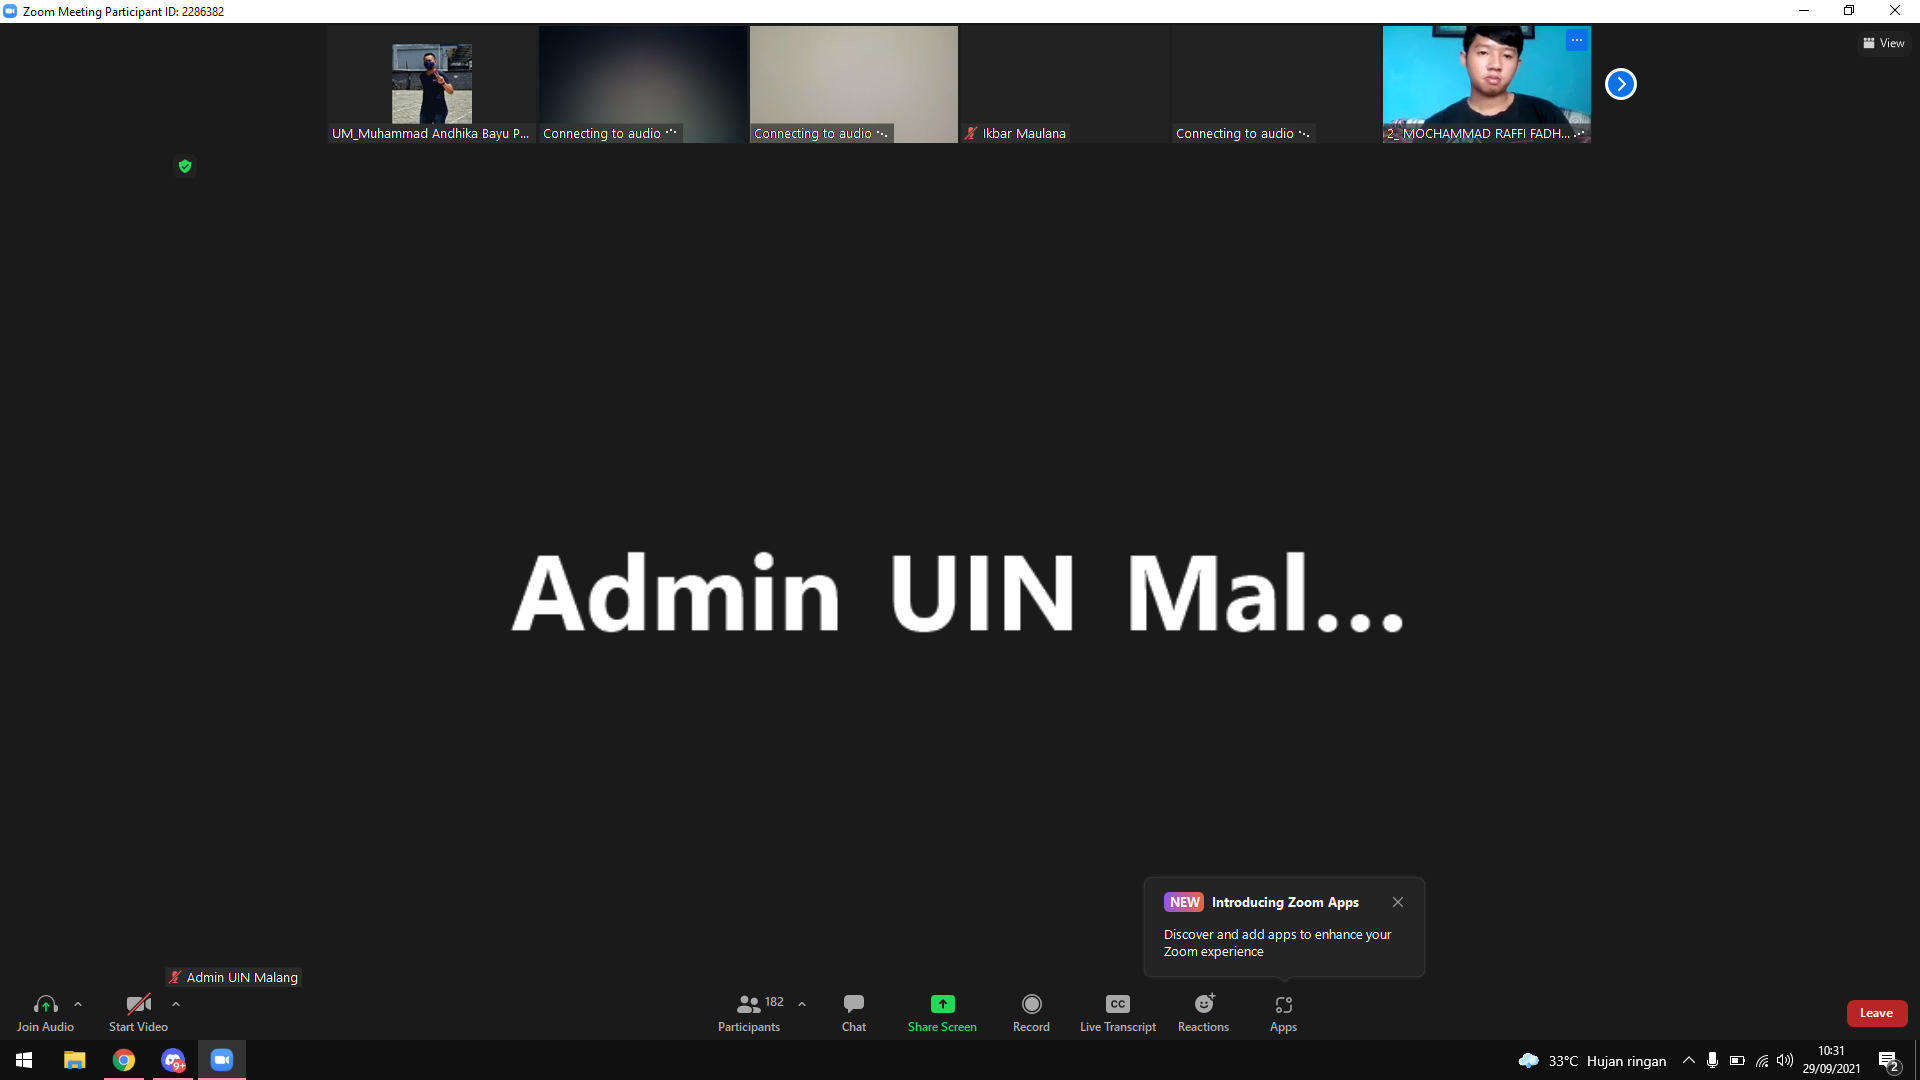 Zoom Meeting Participant ID: 2286382
View
UM_Muhammad Andhika Bayu P...
Connecting to audio
Connecting to audio
Ikbar Maulana
Connecting to audio
2_ MOCHAMMAD RAFFI FADH...
Admin UIN Mal...
NEW Introducing Zoom Apps
Discover and add apps to enhance your
Zoom experience
Admin UIN Malang
Join Audio
Start Video
182
Participants
Chat
Share Screen
Record
CC
Live Transcript
Reactions
Apps
Leave
9+
33°C Hujan ringan
10:31
29/09/2021
2